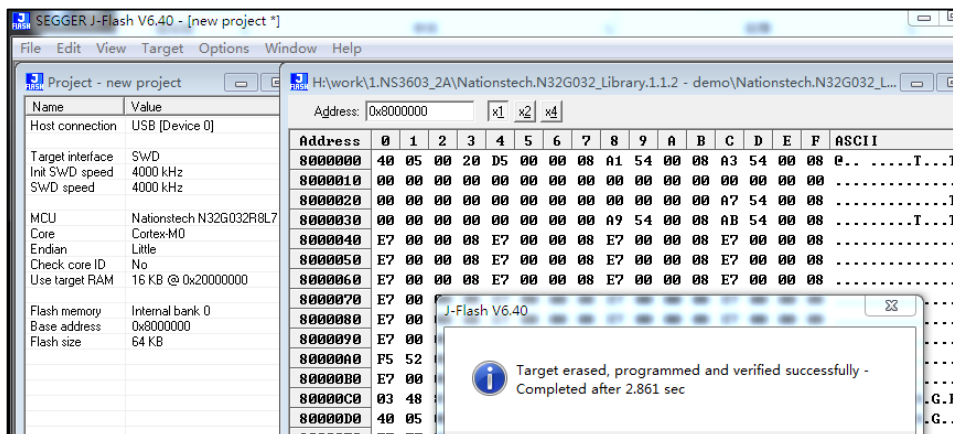 SEGGER J-Flash V6.40 - [new project *]
File Edit View Target Options Window Help
Project - new project
Name Value
Host connection USB [Device 0]
Target interface SWD
Init SWD speed 4000 kHz
SWD speed 4000 kHz
MCU Nationstech N32G032R8L7
Core Cortex-M0
Endian Little
Check core ID No
Use target RAM 16 KB @ 0x20000000
Flash memory Internal bank 0
Base address 0x8000000
Flash size 64 KB
H:\work\1.NS3603_2A\Nationstech.N32G032_Library.1.1.2 - demo\Nationstech.N32G032_L...
Address: 0x8000000 x1 x2 x4
Address 0 1 2 3 4 5 6 7 8 9 A B C D E F ASCII
8000000 40 05 00 20 D5 00 00 08 A1 54 00 08 A3 54 00 08 @.. .....T...T
8000010 00 00 00 00 00 00 00 00 00 00 00 00 00 00 00 00 ..............
8000020 00 00 00 00 00 00 00 00 00 00 00 00 A7 54 00 08 .............T
8000030 00 00 00 00 00 00 00 00 A9 54 00 08 AB 54 00 08 .........T...T
8000040 E7 00 00 08 E7 00 00 08 E7 00 00 08 E7 00 00 08 ..............
8000050 E7 00 00 08 E7 00 00 08 E7 00 00 08 E7 00 00 08 ..............
8000060 E7 00 00 08 E7 00 00 08 E7 00 00 08 E7 00 00 08 ..............
8000070 E7 00
8000080 E7 00
8000090 E7 00
80000A0 F5 52
80000B0 E7 00
80000C0 03 48
80000D0 40 05
J-Flash V6.40
Target erased, programmed and verified successfully -
Completed after 2.861 sec